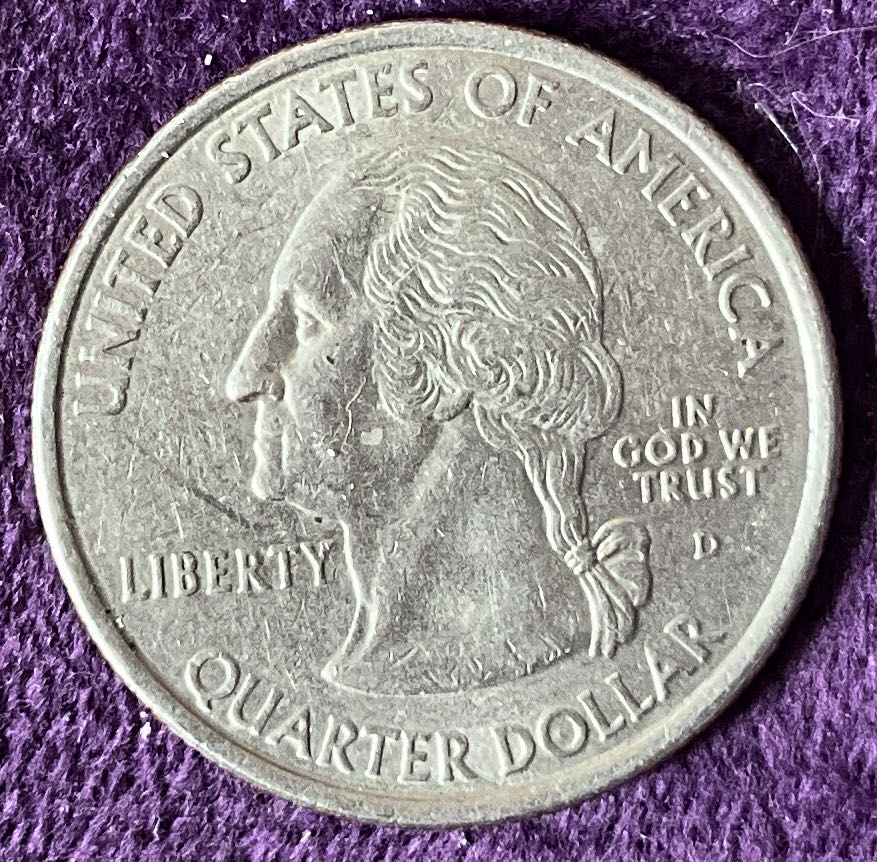 UNITED STATES OF AMERICA
IN
GOD WE
TRUST
D
LIBERTY
QUARTER DOLLAR